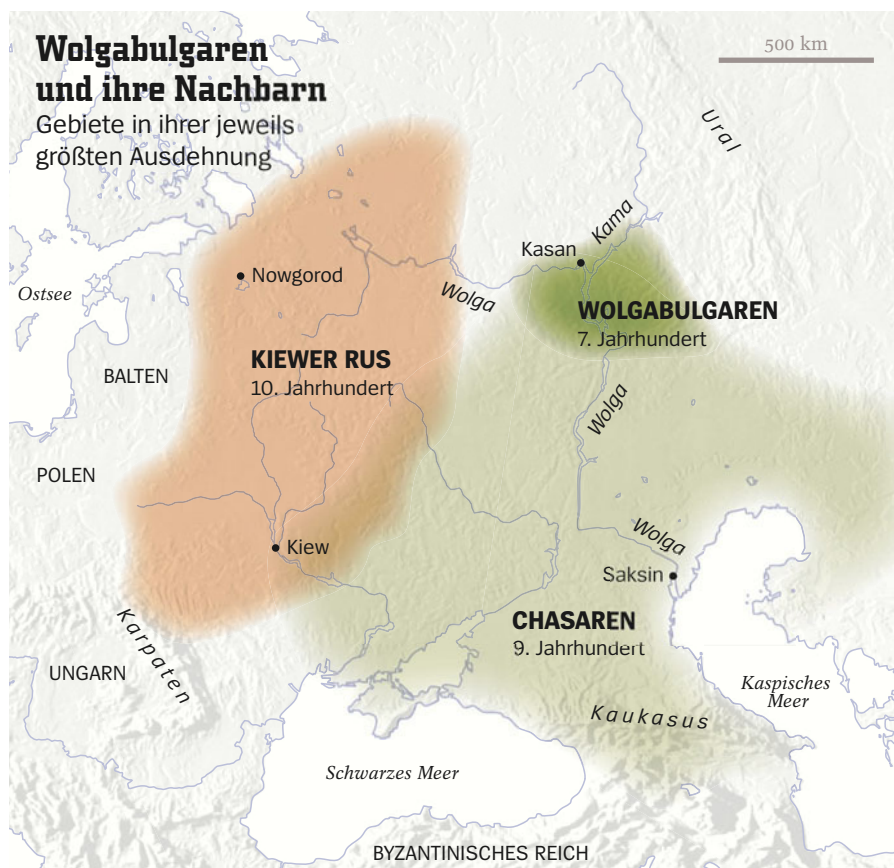 Wolgabulgaren
und ihre Nachbarn
Gebiete in ihrer jeweils
größten Ausdehnung
500 km
Ural
Kama
Kasan
Nowgorod
Wolga
Ostsee
WOLGABULGAREN
7. Jahrhundert
KIEWER RUS
10. Jahrhundert
BALTEN
Wolga
POLEN
Wolga
Kiew
Saksin
CHASAREN
9. Jahrhundert
Karpaten
UNGARN
Kaspisches
Meer
Kaukasus
Schwarzes Meer
BYZANTINISCHES REICH